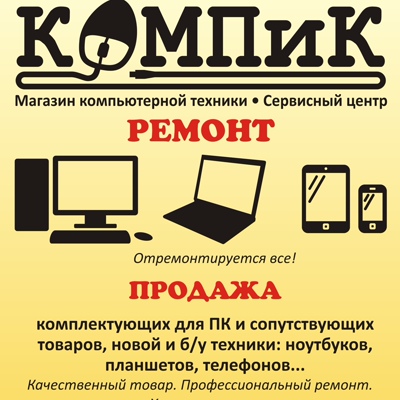 КОМПиК
Магазин компьютерной техники • Сервисный центр
РЕМОНТ
Отремонтируется все!
ПРОДАЖА
комплектующих для ПК и сопутствующих
товаров, новой и б/у техники: ноутбуков,
планшетов, телефонов...
Качественный товар. Профессиональный ремонт.